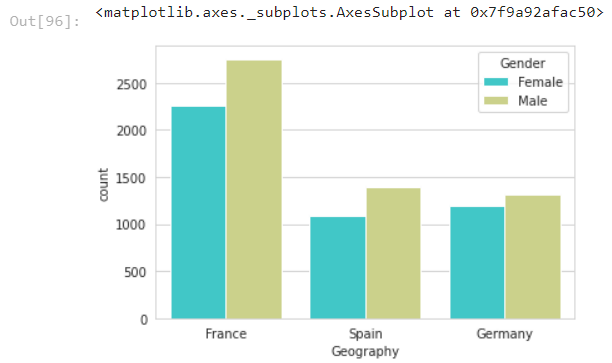 <matplotlib.axes._subplots.AxesSubplot at 0x7f9a92afac50>
Out[96]:
Gender
Female
Male
2500
2000
1500
1000
500
0
count
France Spain Germany
Geography